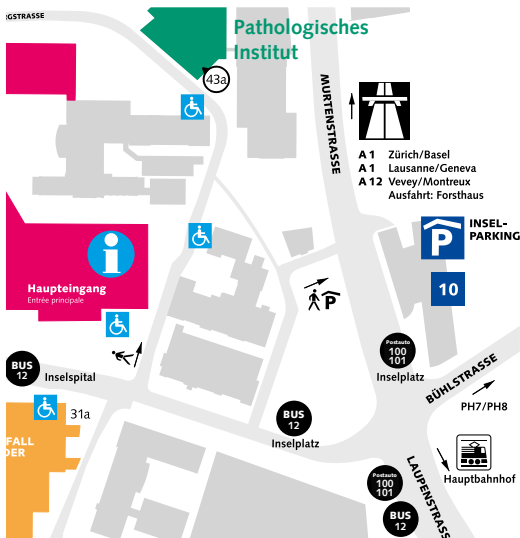 RGSTRASSE
Pathologisches
Institut
43a
MURTENSTRASSE
A 1 Zürich/Basel
A 1 Lausanne/Geneva
A 12 Vevey/Montreux
Ausfahrt: Forsthaus
P
INSEL-
PARKING
i
Haupteingang
Entrée principale
10
P
Postauto
100
101
Inselplatz
BÜHLSTRASSE
PH7/PH8
BUS
12
Inselspital
31a
FALL
DER
BUS
12
Inselplatz
Hauptbahnhof
LAUPENSTRASS
Postauto
100
101
BUS
12